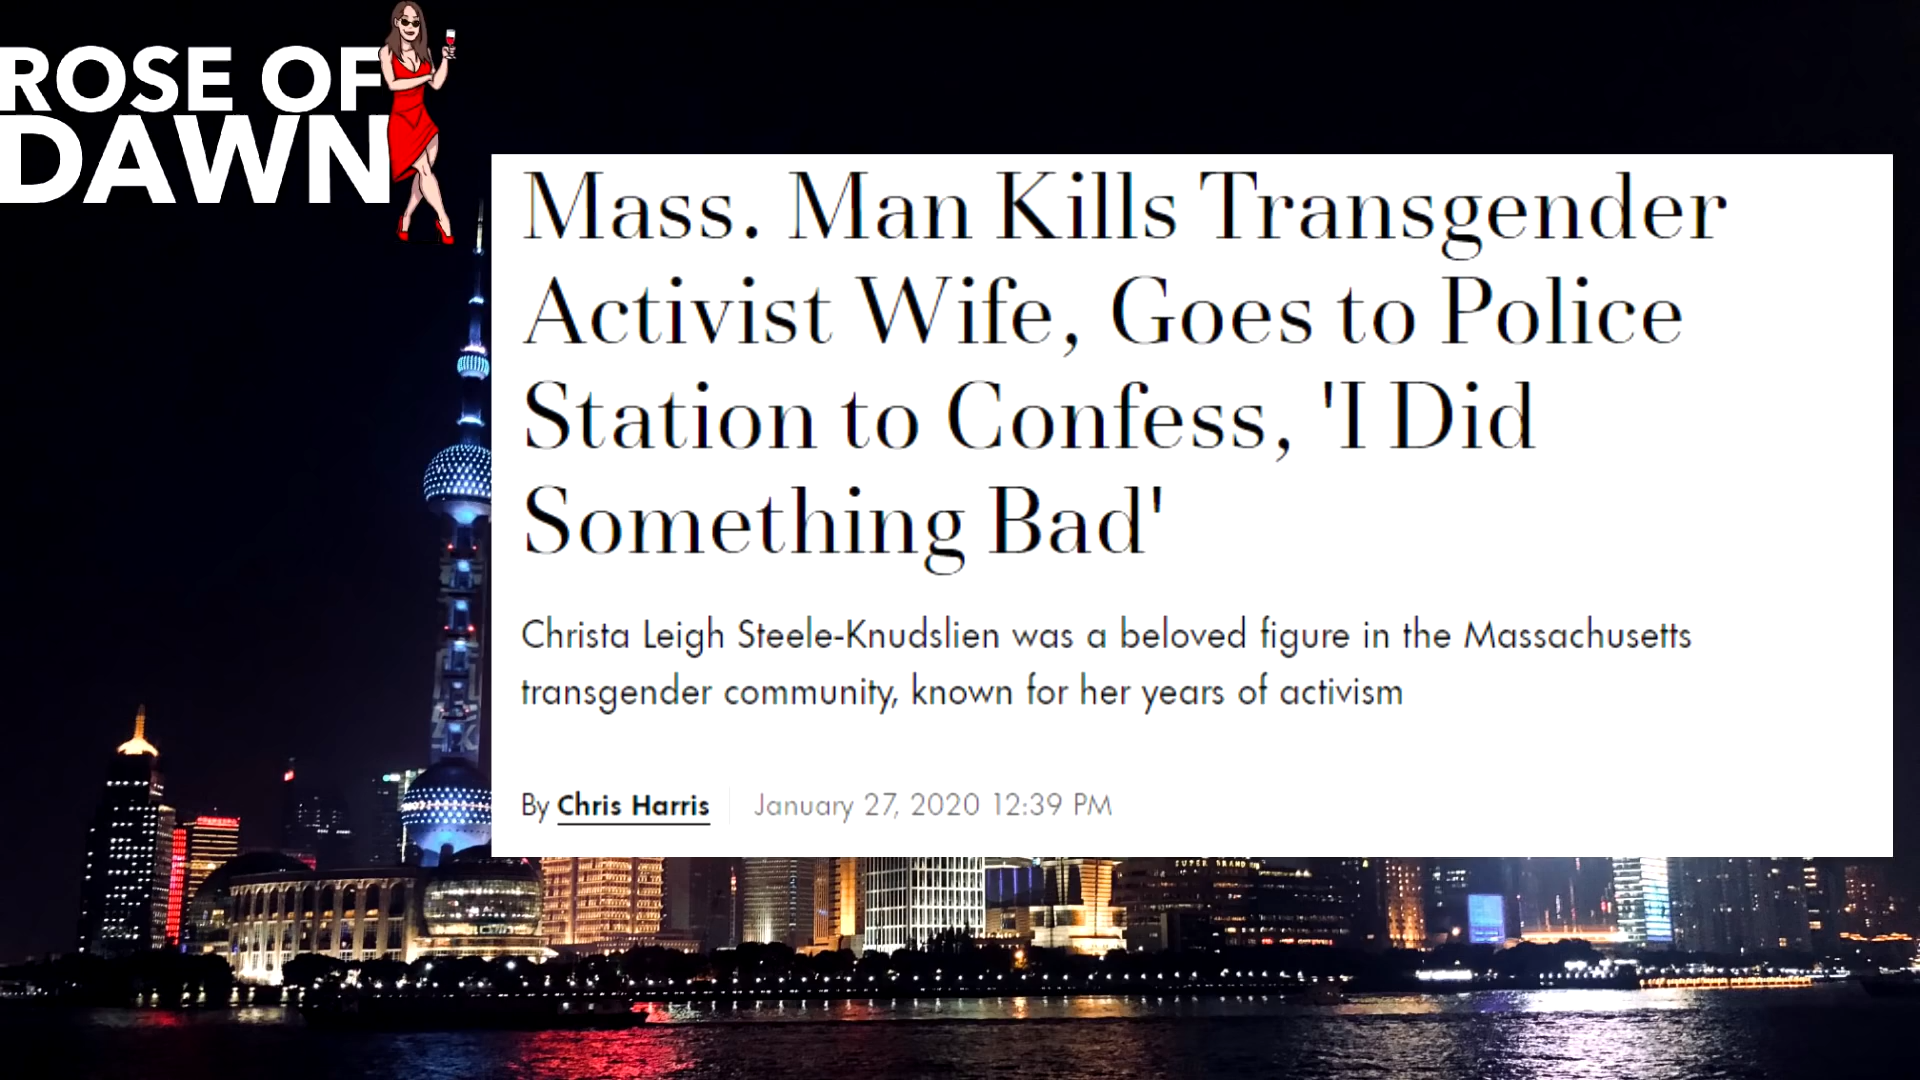 ROSE OF
DAWN
Mass. Man Kills Transgender
Activist Wife, Goes to Police
Station to Confess, 'I Did
Something Bad'
Christa Leigh Steele-Knudslien was a beloved figure in the Massachusetts
transgender community, known for her years of activism
By Chris Harris January 27, 2020 12:39 PM
SUPER BRAND